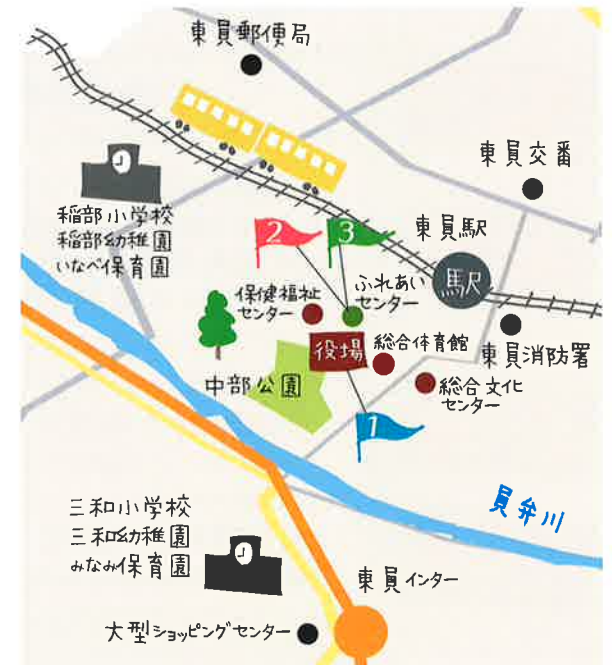 東員郵便局
東員交番
稲部小学校
稲部幼稚園
いなべ保育園
2
3
東員駅
駅
保健福祉
センター
ふれあい
センター
役場
総合体育館
東員消防署
中部公園
総合文化
センター
1
員弁川
三和小学校
三和幼稚園
みなみ保育園
東員インター
大型ショッピングセンター